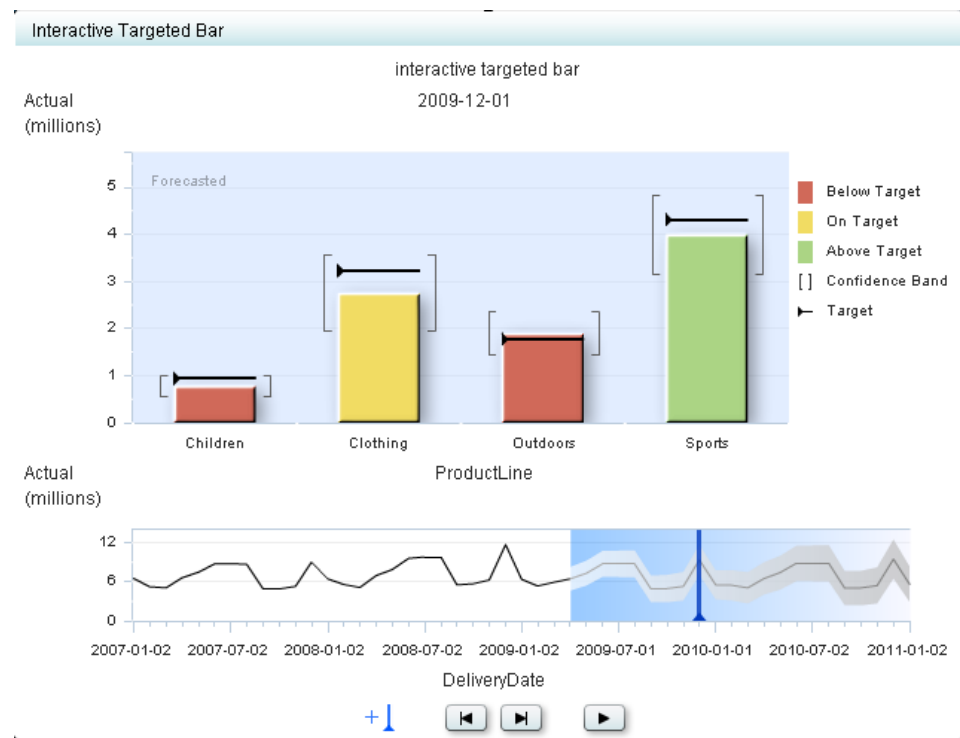 Interactive Targeted Bar
interactive targeted bar
Actual
(millions)
2009-12-01
Forecasted
5
4
3
2
1
0
Children Clothing Outdoors Sports
ProductLine
Below Target
On Target
Above Target
[ ] Confidence Band
Target
Actual
(millions)
12
6
0
2007-01-02 2007-07-02 2008-01-02 2008-07-02 2009-01-02 2009-07-01 2010-01-01 2010-07-02 2011-01-02
DeliveryDate